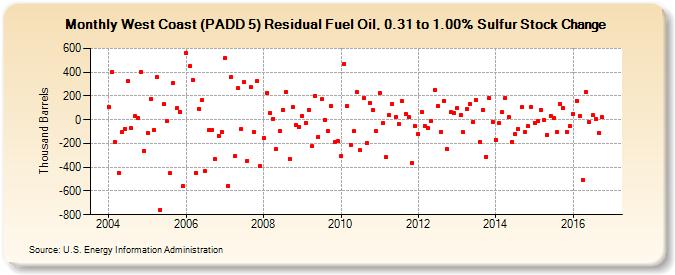 Monthly West Coast (PADD 5) Residual Fuel Oil, 0.31 to 1.00% Sulfur Stock Change
Thousand Barrels
600
400
200
0
-200
-400
-600
-800
2004 2006 2008 2010 2012 2014 2016
Source: U.S. Energy Information Administration